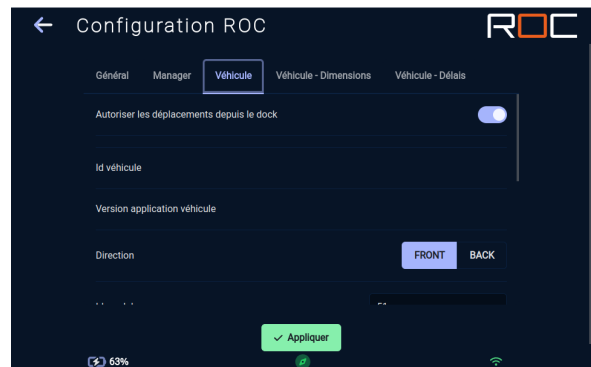 Configuration ROC
ROC
Général Manager Véhicule Véhicule - Dimensions Véhicule - Délais
Autoriser les déplacements depuis le dock
Id véhicule
Version application véhicule
Direction FRONT BACK
Appliquer
63%